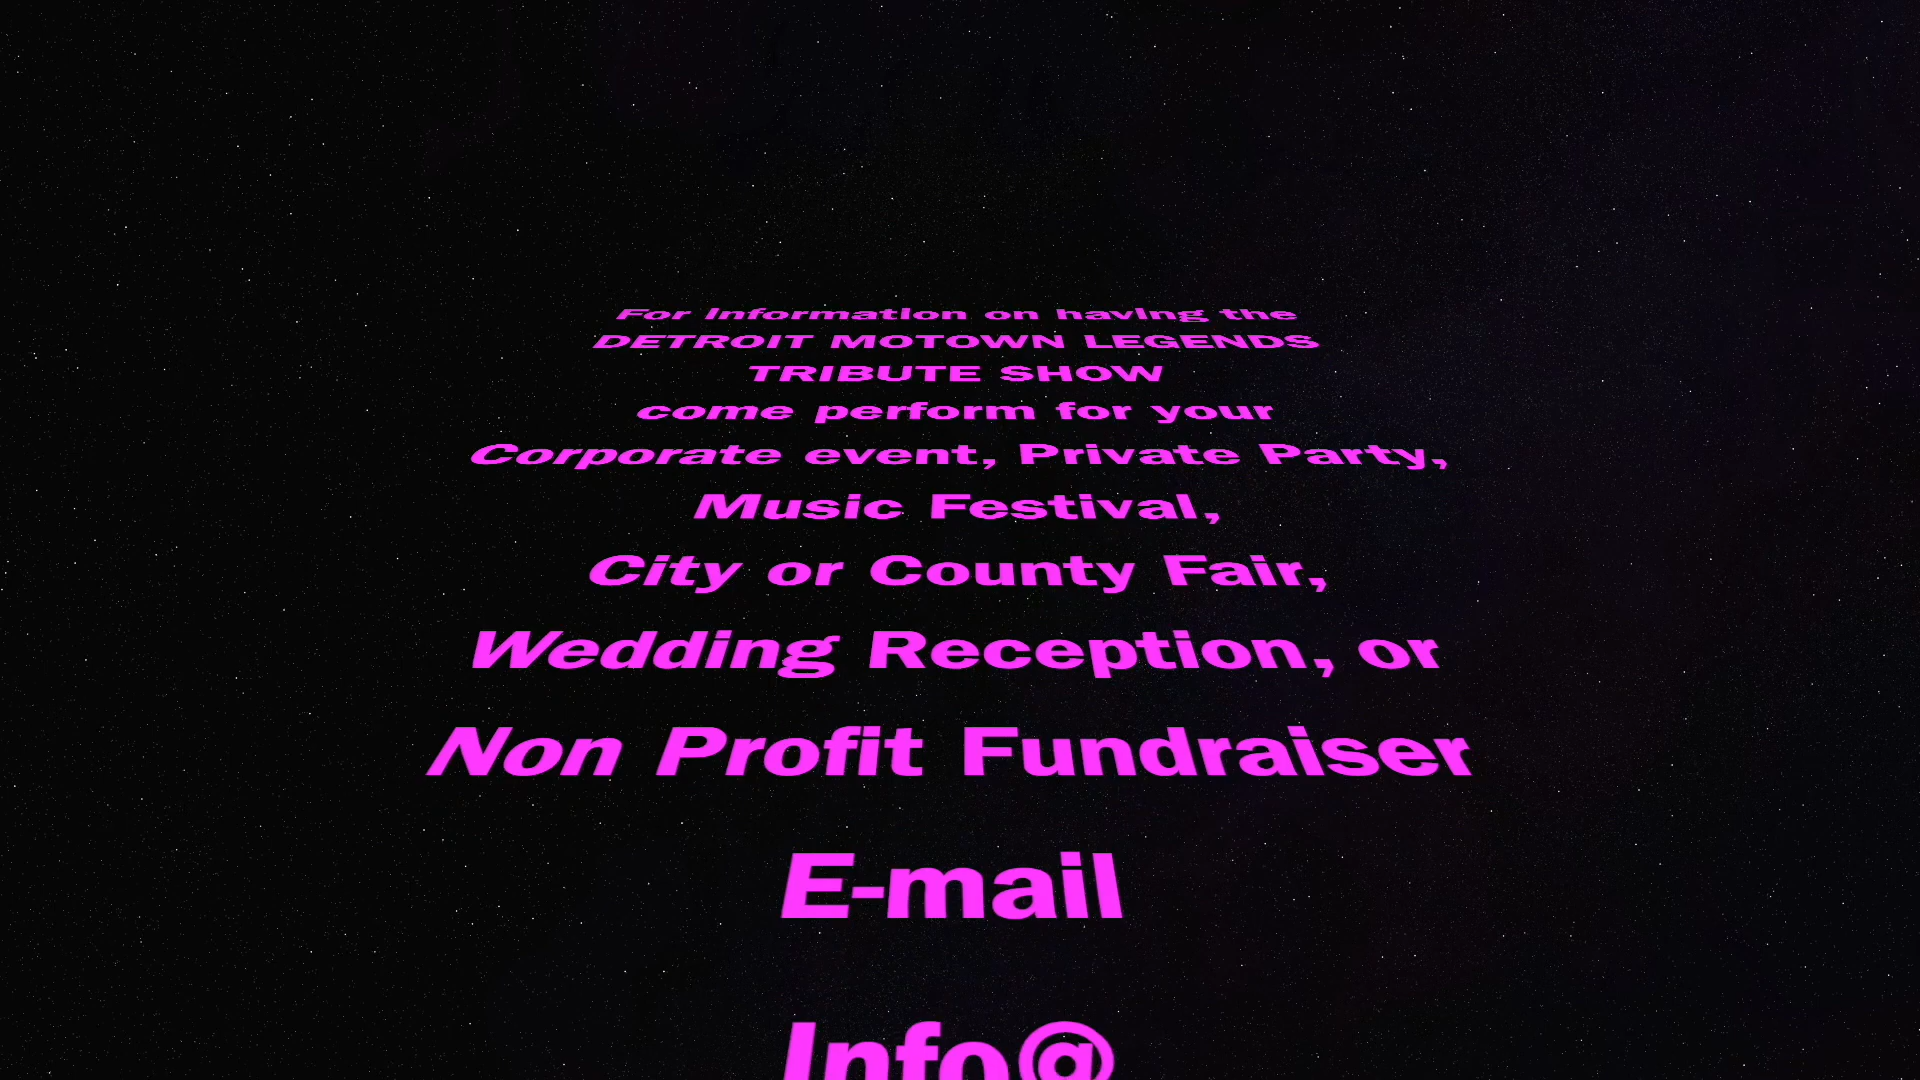 For information on having the
DETROIT MOTOWN LEGENDS
TRIBUTE SHOW
come perform for your
Corporate event, Private Party,
Music Festival,
City or County Fair,
Wedding Reception, or
Non Profit Fundraiser
E-mail
Info@